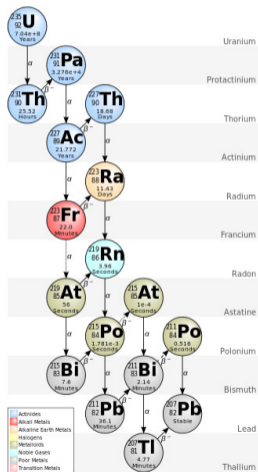 235
92 U
7.04e+8
Years
Uranium
α
231
91 Pa
3.276e+4
Years
Protactinium
β⁻
α
231
90 Th
25.52
Hours
227
90 Th
18.68
Days
Thorium
β⁻
α
227
89 Ac
21.772
Years
Actinium
α
223
88 Ra
11.43
Days
Radium
β⁻
α
223
87 Fr
22.0
Minutes
Francium
α
219
86 Rn
3.96
Seconds
Radon
β⁻
α
219
85 At
56
Seconds
215
85 At
1e-4
Seconds
Astatine
β⁻
α
α
215
84 Po
1.781e-3
Seconds
211
84 Po
0.516
Seconds
Polonium
β⁻
α
β⁻
α
215
83 Bi
7.6
Minutes
211
83 Bi
2.14
Minutes
Bismuth
β⁻
α
211
82 Pb
36.1
Minutes
207
82 Pb
Stable
Lead
β⁻
207
81 Tl
4.77
Minutes
Thallium
Actinides
Alkali Metals
Alkaline Earth Metals
Halogens
Metalloids
Noble Gases
Poor Metals
Transition Metals